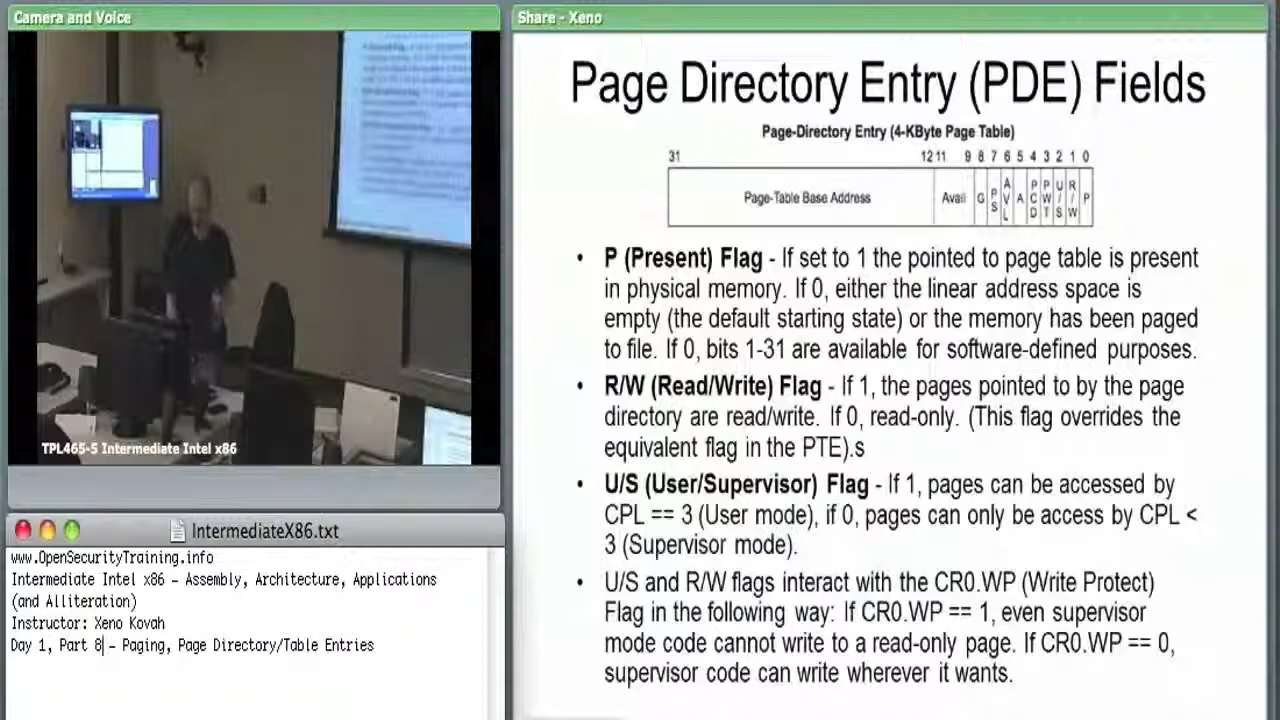 Camera and Voice
TPL465-S Intermediate Intel x86
IntermediateX86.txt
www.OpenSecurityTraining.info
Intermediate Intel x86 – Assembly, Architecture, Applications
(and Alliteration)
Instructor: Xeno Kovah
Day 1, Part 8 – Paging, Page Directory/Table Entries
Share - Xeno
Page Directory Entry (PDE) Fields
Page-Directory Entry (4-KByte Page Table)
31 12 11 9 8 7 6 5 4 3 2 1 0
Page-Table Base Address Avail G PS AVL A PCD PWT U/S R/W P
• P (Present) Flag - If set to 1 the pointed to page table is present
in physical memory. If 0, either the linear address space is
empty (the default starting state) or the memory has been paged
to file. If 0, bits 1-31 are available for software-defined purposes.
• R/W (Read/Write) Flag - If 1, the pages pointed to by the page
directory are read/write. If 0, read-only. (This flag overrides the
equivalent flag in the PTE).s
• U/S (User/Supervisor) Flag - If 1, pages can be accessed by
CPL == 3 (User mode), if 0, pages can only be access by CPL <
3 (Supervisor mode).
• U/S and R/W flags interact with the CR0.WP (Write Protect)
Flag in the following way: If CR0.WP == 1, even supervisor
mode code cannot write to a read-only page. If CR0.WP == 0,
supervisor code can write wherever it wants.